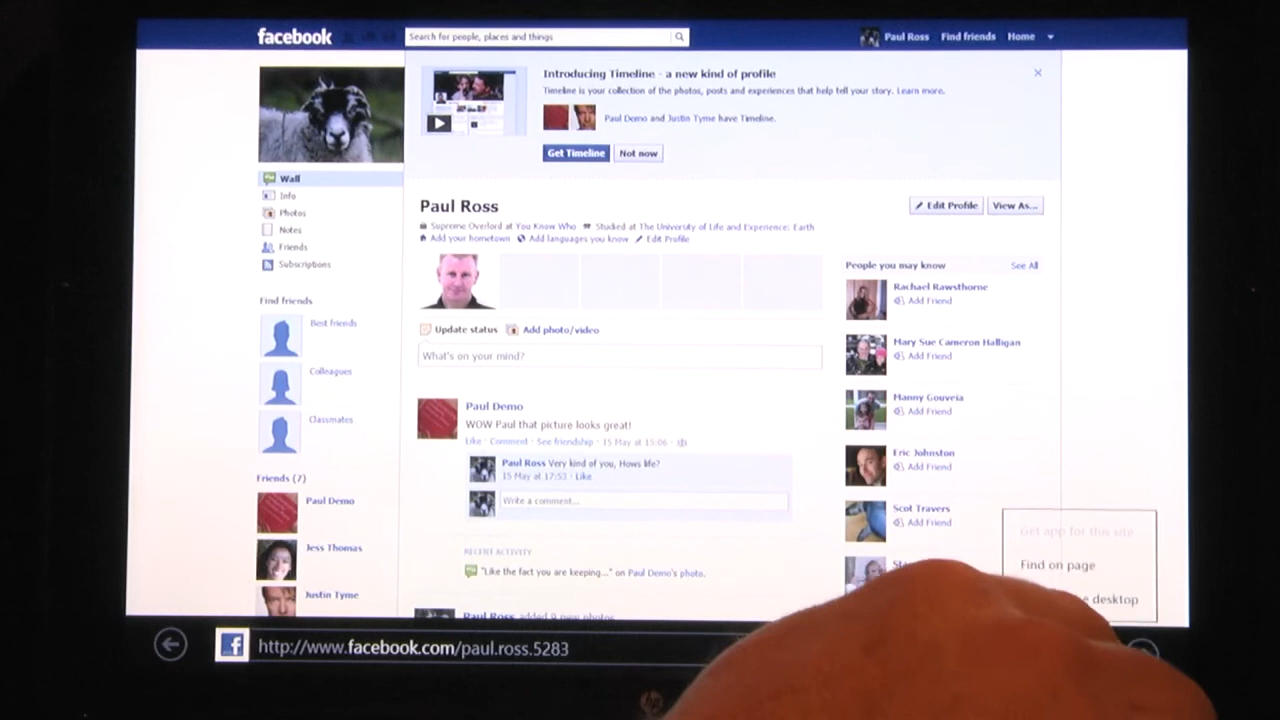 facebook
Search for people, places and things
Paul Ross Find friends Home
Introducing Timeline - a new kind of profile
Timeline is your collection of the photos, posts and experiences that help tell your story. Learn more.
Paul Demo and Justin Tyme have Timeline.
Get Timeline Not now
Wall
Info
Photos
Notes
Friends
Subscriptions
Paul Ross
Edit Profile View As...
Supreme Overlord at You Know Who Studied at The University of Life and Experience: Earth
Add your hometown Add languages you know Edit Profile
Find friends
Best friends
Colleagues
Classmates
Friends (7)
Paul Demo
Jess Thomas
Justin Tyme
Update status Add photo/video
What's on your mind?
Paul Demo
WOW Paul that picture looks great!
Like · Comment · See friendship · 15 May at 15:06 ·
Paul Ross Very kind of you, Hows life?
15 May at 17:53 · Like
Write a comment...
RECENT ACTIVITY
"Like the fact you are keeping..." on Paul Demo's photo.
Paul Ross added 9 new photos
People you may know See All
Rachael Rawsthorne
Add Friend
Mary Sue Cameron Halligan
Add Friend
Manny Gouveia
Add Friend
Eric Johnston
Add Friend
Scot Travers
Add Friend
Get app for this site
Find on page
desktop
http://www.facebook.com/paul.ross.5283
hp